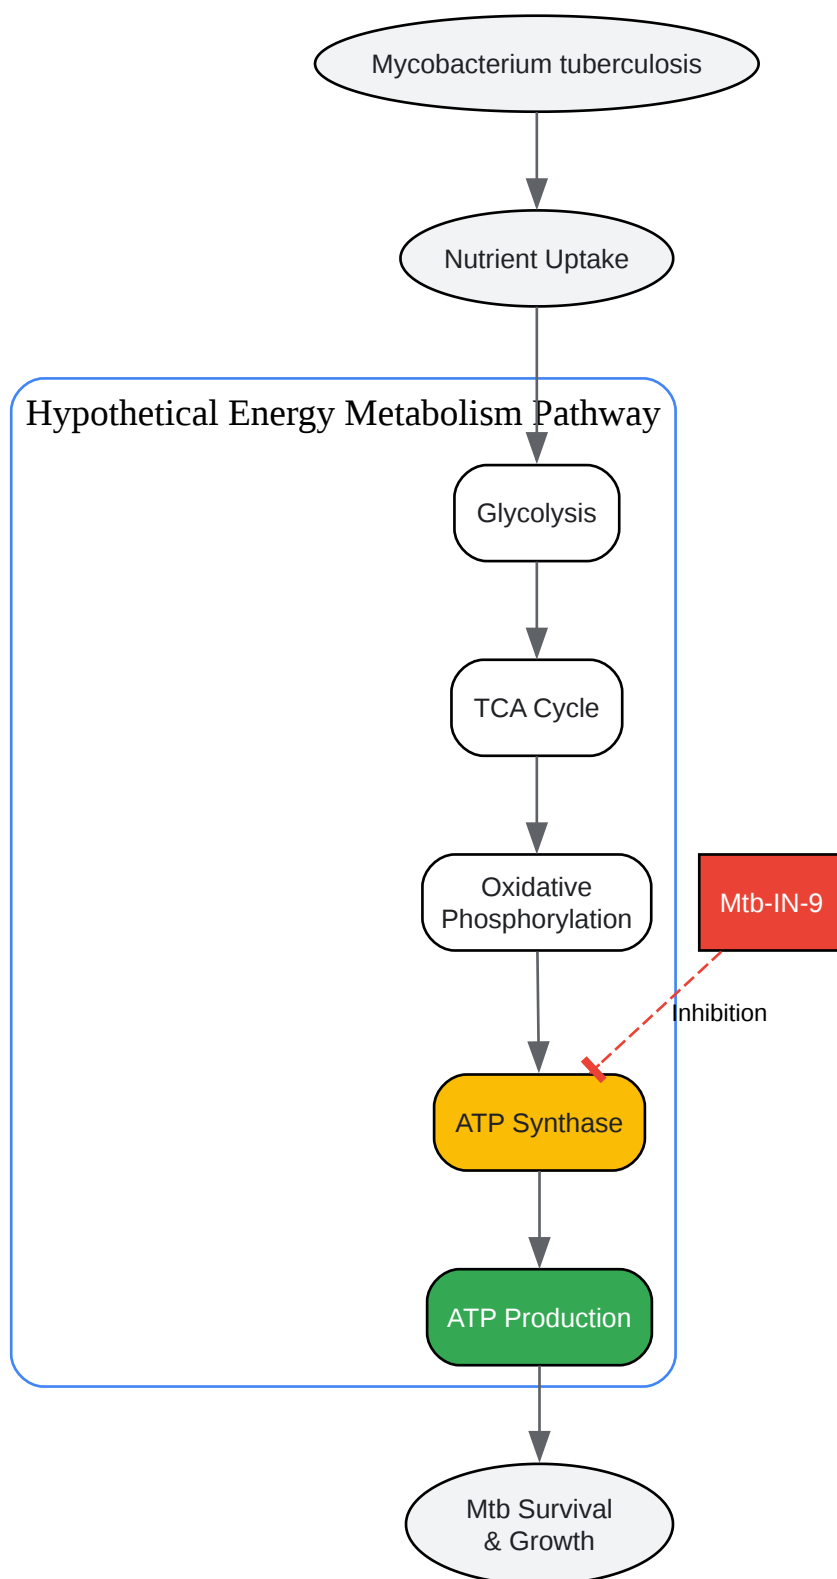 Mycobacterium tuberculosis
Nutrient Uptake
Hypothetical Energy Metabolism Pathway
Glycolysis
TCA Cycle
Oxidative
Phosphorylation
Mtb-IN-9
Inhibition
ATP Synthase
ATP Production
Mtb Survival
& Growth